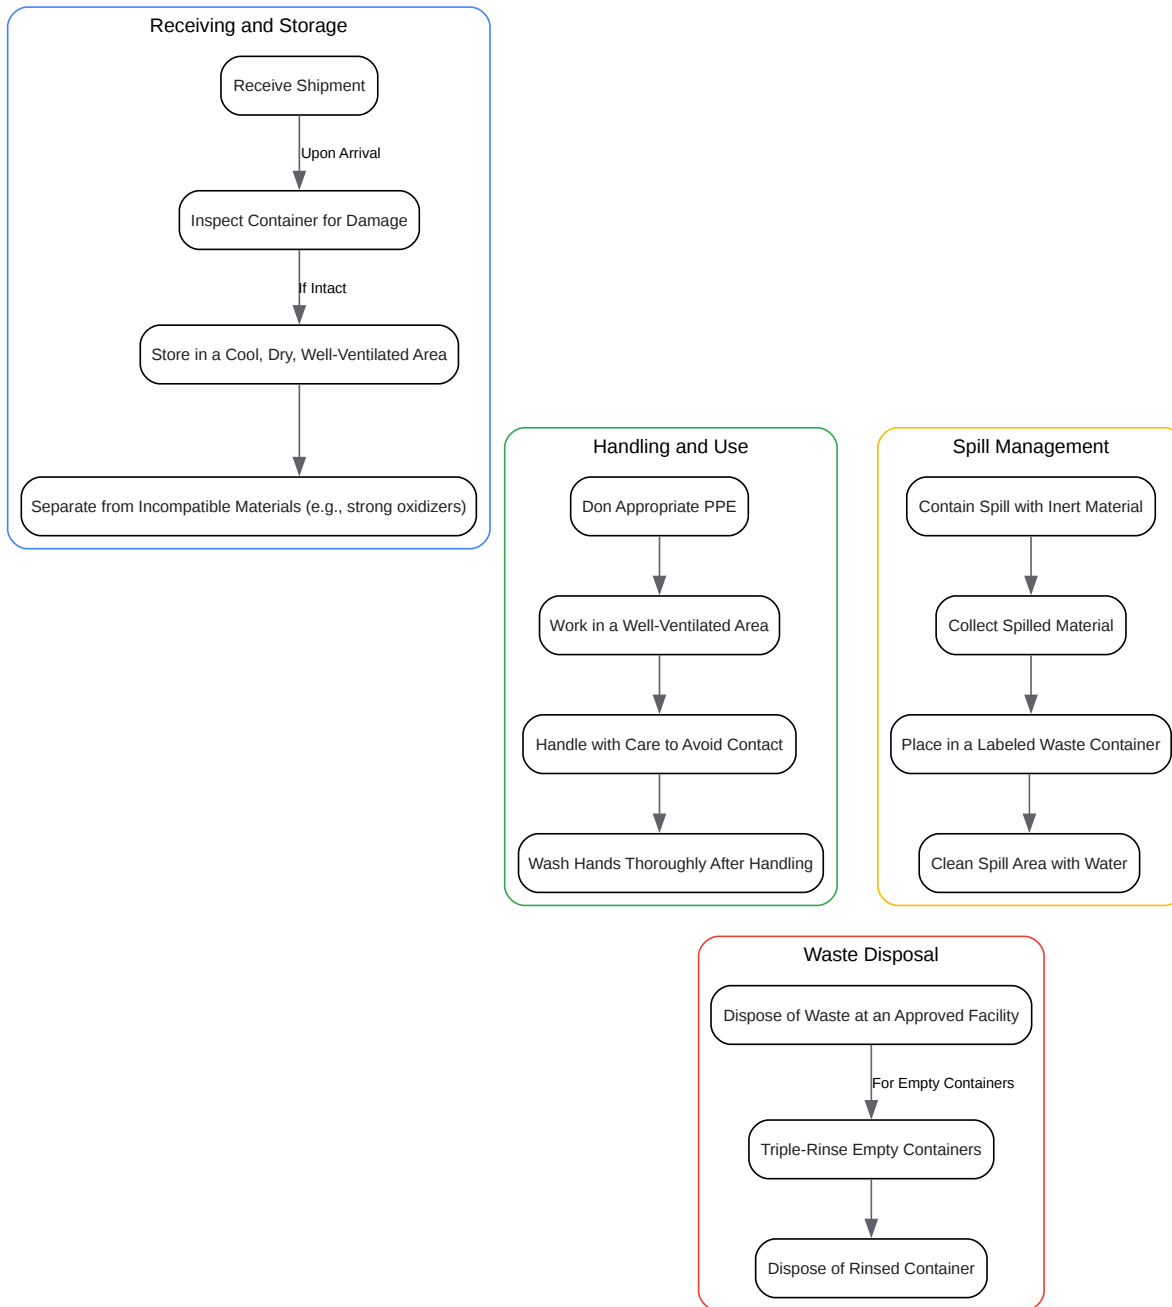 Receiving and Storage
Receive Shipment
Upon Arrival
Inspect Container for Damage
If Intact
Store in a Cool, Dry, Well-Ventilated Area
Separate from Incompatible Materials (e.g., strong oxidizers)
Handling and Use
Don Appropriate PPE
Work in a Well-Ventilated Area
Handle with Care to Avoid Contact
Wash Hands Thoroughly After Handling
Spill Management
Contain Spill with Inert Material
Collect Spilled Material
Place in a Labeled Waste Container
Clean Spill Area with Water
Waste Disposal
Dispose of Waste at an Approved Facility
For Empty Containers
Triple-Rinse Empty Containers
Dispose of Rinsed Container